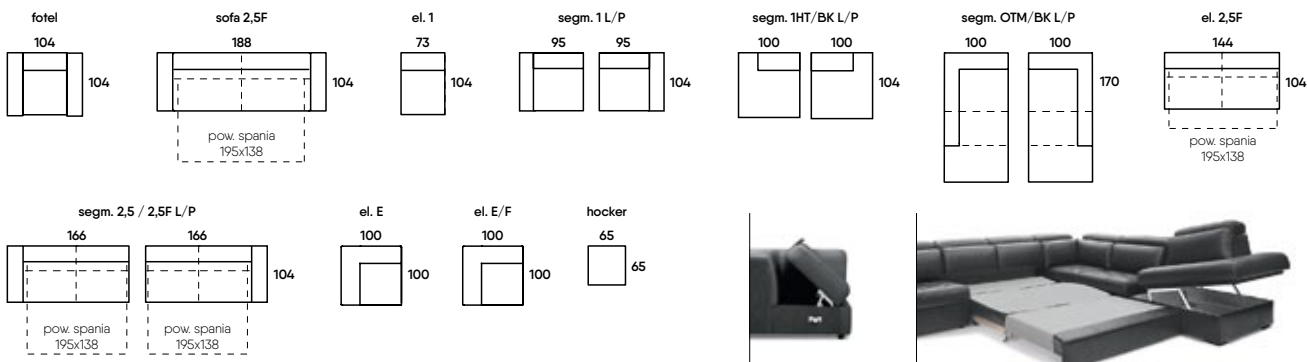 fotel
104
104
sofa 2,5F
188
104
pow. spania
195x138
el. 1
73
104
segm. 1 L/P
95 95
104
segm. 1HT/BK L/P
100 100
104
segm. OTM/BK L/P
100 100
170
el. 2,5F
144
104
pow. spania
195x138
segm. 2,5 / 2,5F L/P
166 166
104
pow. spania pow. spania
195x138 195x138
el. E
100
100
el. E/F
100
100
hocker
65
65